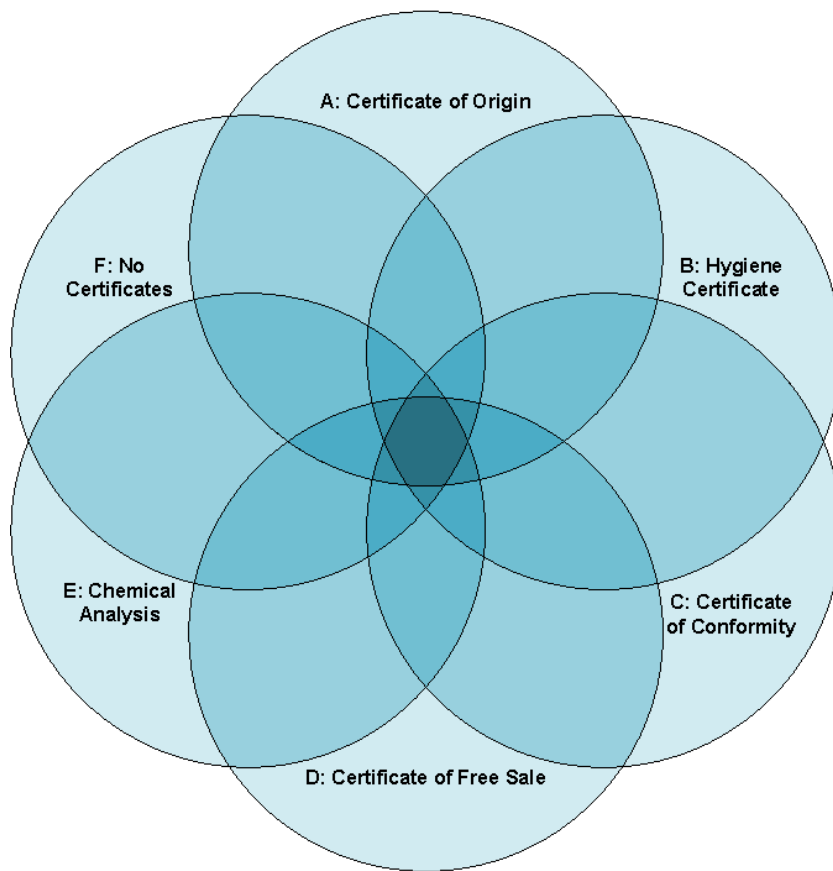 A: Certificate of Origin
F: No
Certificates
B: Hygiene
Certificate
E: Chemical
Analysis
C: Certificate
of Conformity
D: Certificate of Free Sale